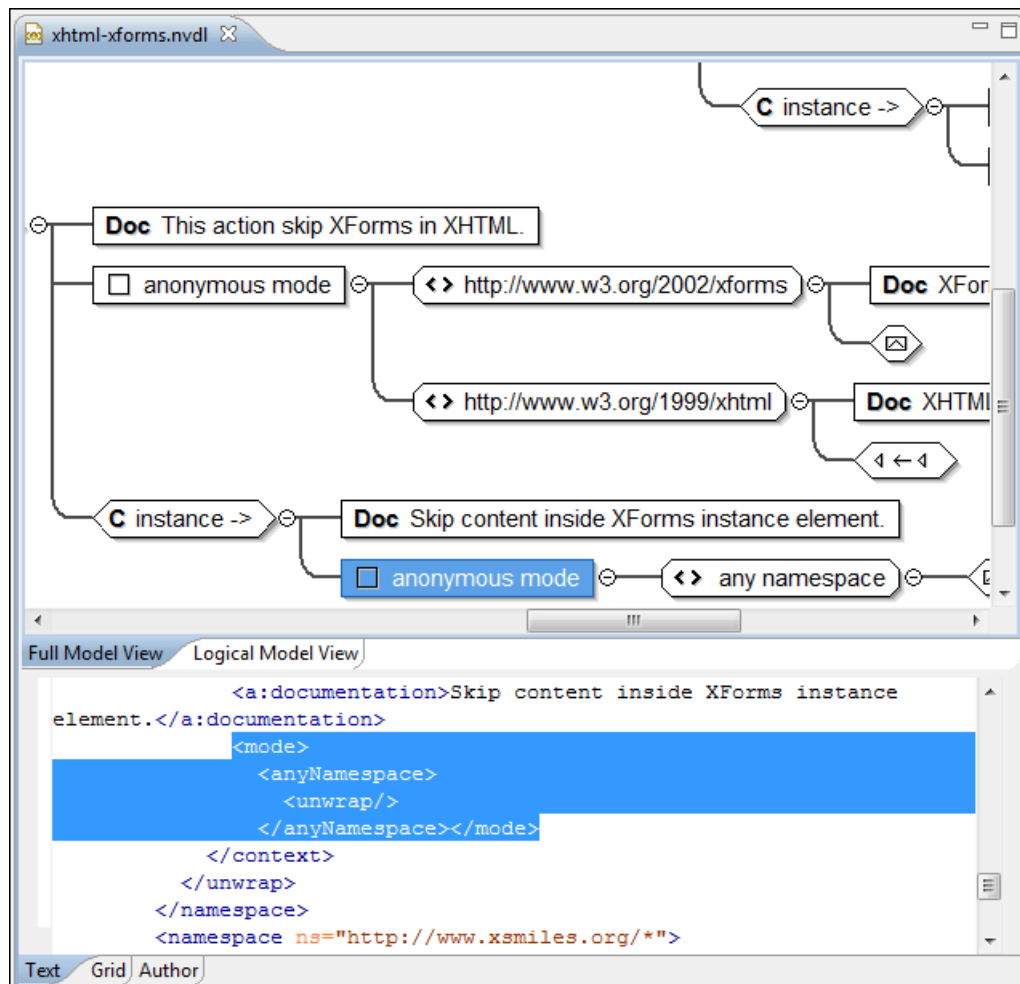 xhtml-xforms.nvdl
C instance ->
Doc This action skip XForms in XHTML.
anonymous mode
<> http://www.w3.org/2002/xforms
Doc XFor
<> http://www.w3.org/1999/xhtml
Doc XHTML
C instance ->
Doc Skip content inside XForms instance element.
anonymous mode
<> any namespace
Full Model View
Logical Model View
<a:documentation>Skip content inside XForms instance
element.</a:documentation>
<mode>
<anyNamespace>
<unwrap/>
</anyNamespace></mode>
</context>
</unwrap>
</namespace>
<namespace ns="http://www.xsmiles.org/*">
Text
Grid
Author